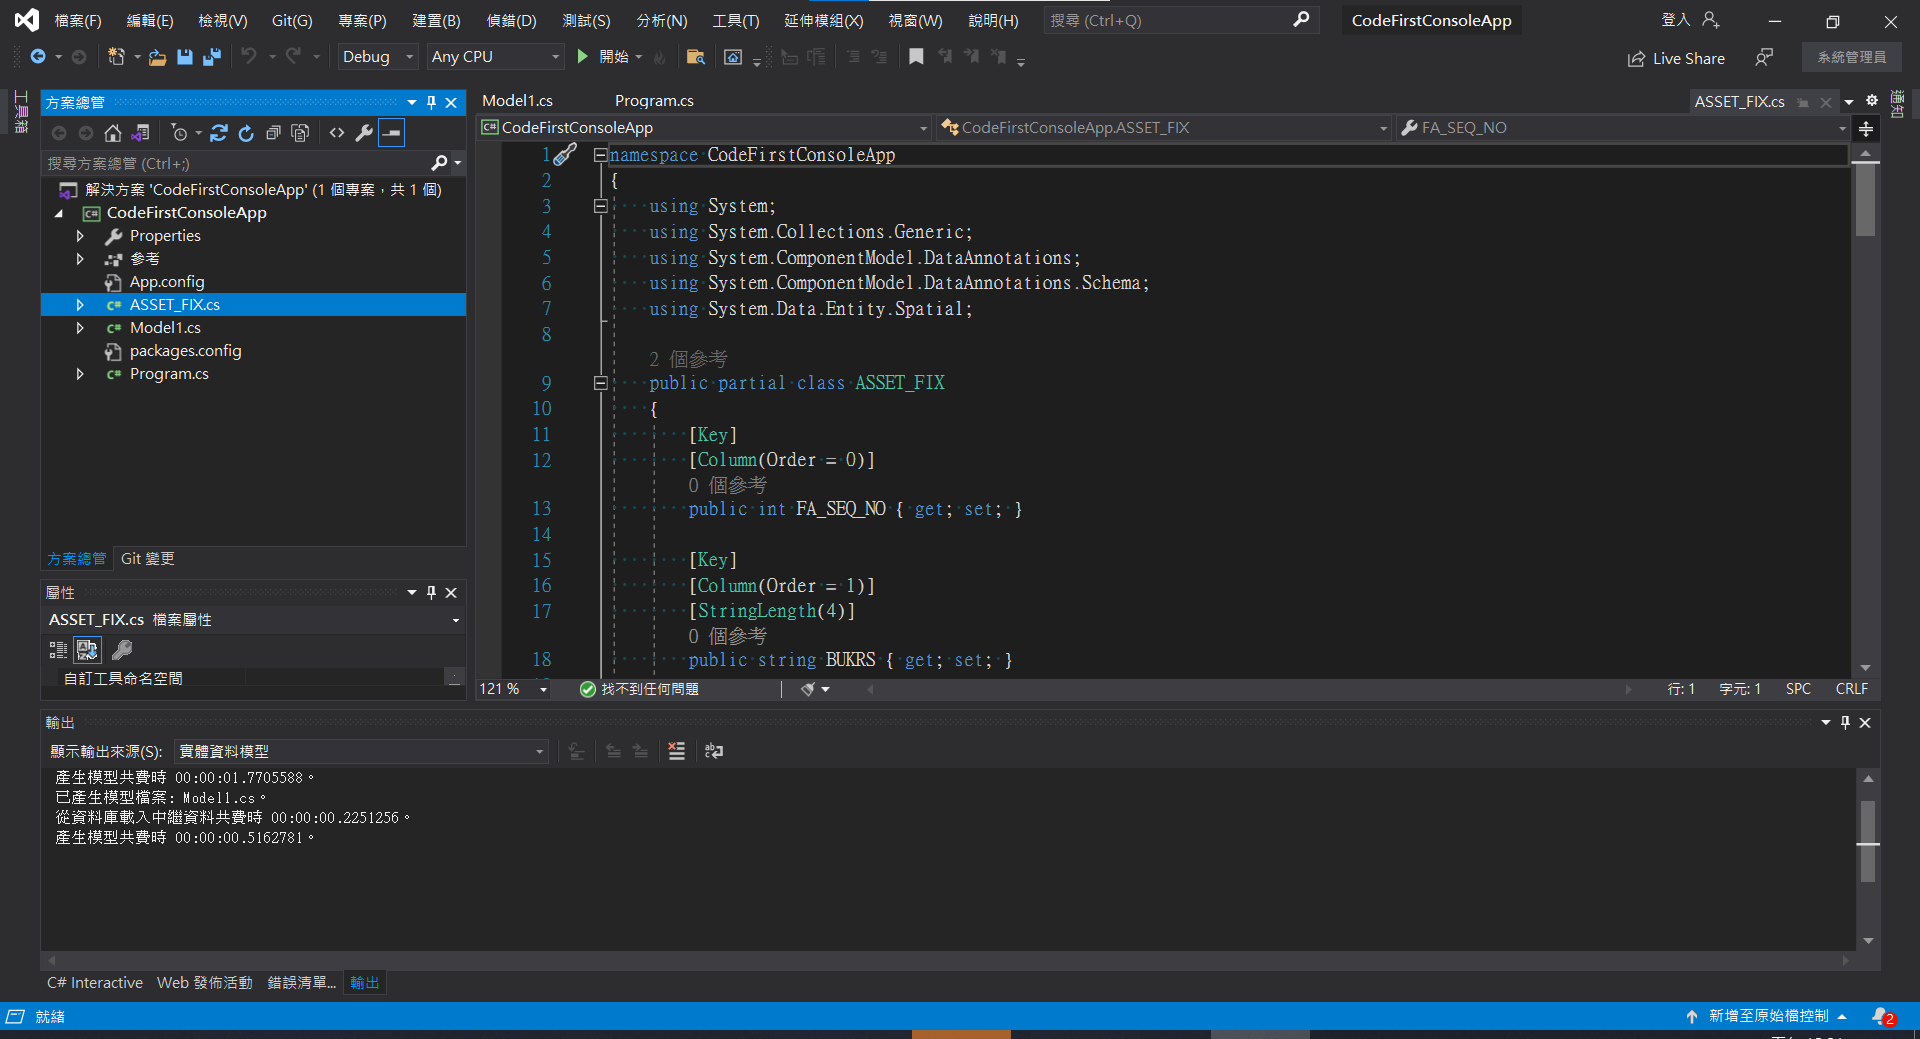 檔案(F) 編輯(E) 檢視(V) Git(G) 專案(P) 建置(B) 偵錯(D) 測試(S) 分析(N) 工具(T) 延伸模組(X) 視窗(W) 說明(H) 搜尋 (Ctrl+Q) CodeFirstConsoleApp 登入
Debug Any CPU 開始 Live Share 系統管理員
工具箱
方案總管
搜尋方案總管 (Ctrl+;)
解決方案 'CodeFirstConsoleApp' (1 個專案，共 1 個)
CodeFirstConsoleApp
Properties
參考
App.config
C# ASSET_FIX.cs
C# Model1.cs
packages.config
C# Program.cs
方案總管 Git 變更
屬性
ASSET_FIX.cs 檔案屬性
自訂工具命名空間
Model1.cs Program.cs ASSET_FIX.cs
通知
C# CodeFirstConsoleApp CodeFirstConsoleApp.ASSET_FIX FA_SEQ_NO
1 namespace CodeFirstConsoleApp
2 {
3 using System;
4 using System.Collections.Generic;
5 using System.ComponentModel.DataAnnotations;
6 using System.ComponentModel.DataAnnotations.Schema;
7 using System.Data.Entity.Spatial;
8
2 個參考
9 public partial class ASSET_FIX
10 {
11 [Key]
12 [Column(Order = 0)]
0 個參考
13 public int FA_SEQ_NO { get; set; }
14
15 [Key]
16 [Column(Order = 1)]
17 [StringLength(4)]
0 個參考
18 public string BUKRS { get; set; }
121 % 找不到任何問題 行: 1 字元: 1 SPC CRLF
輸出
顯示輸出來源(S): 實體資料模型
產生模型共費時 00:00:01.7705588。
已產生模型檔案: Model1.cs。
從資料庫載入中繼資料共費時 00:00:00.2251256。
產生模型共費時 00:00:00.5162781。
C# Interactive Web 發佈活動 錯誤清單... 輸出
就緒 新增至原始檔控制 2